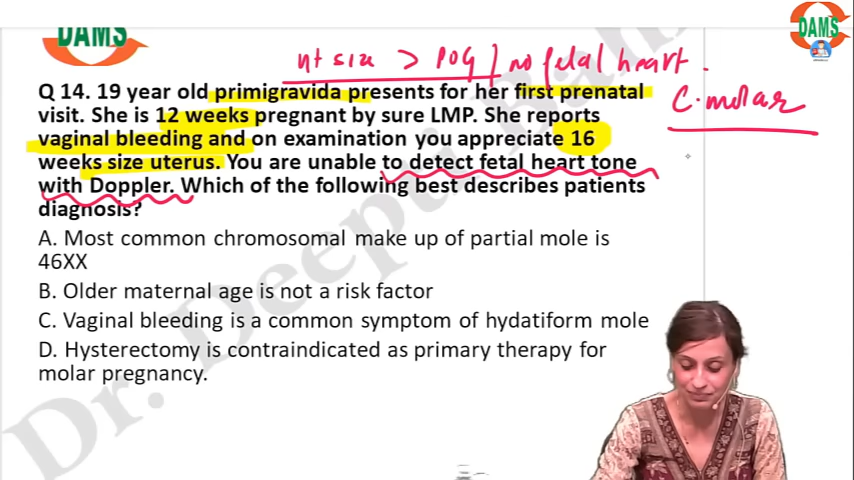 DAMS
DAMS
ut size > POG / no fetal heart.
C. molar
Q 14. 19 year old primigravida presents for her first prenatal
visit. She is 12 weeks pregnant by sure LMP. She reports
vaginal bleeding and on examination you appreciate 16
weeks size uterus. You are unable to detect fetal heart tone
with Doppler. Which of the following best describes patients
diagnosis?
A. Most common chromosomal make up of partial mole is
46XX
B. Older maternal age is not a risk factor
C. Vaginal bleeding is a common symptom of hydatiform mole
D. Hysterectomy is contraindicated as primary therapy for
molar pregnancy.